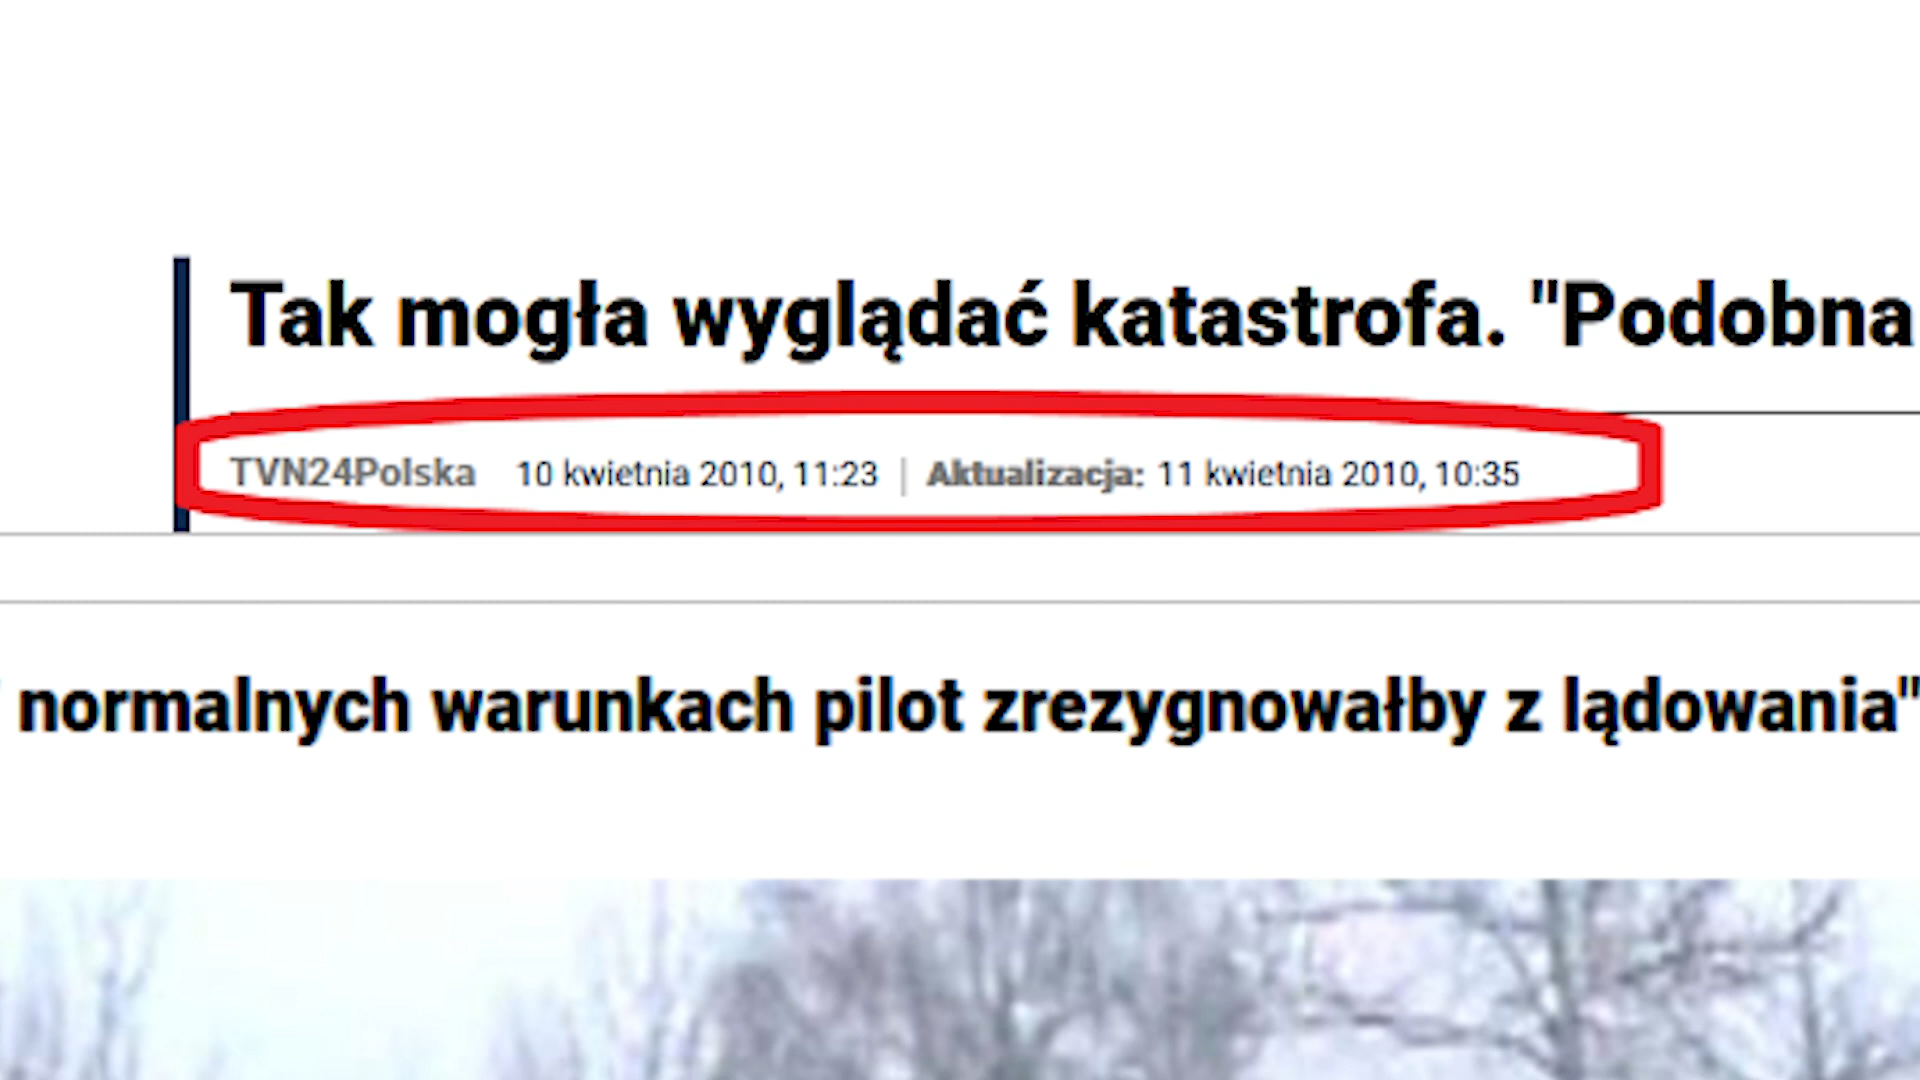 Tak mogła wyglądać katastrofa. "Podobna
TVN24Polska 10 kwietnia 2010, 11:23 | Aktualizacja: 11 kwietnia 2010, 10:35
" normalnych warunkach pilot zrezygnowałby z lądowania"